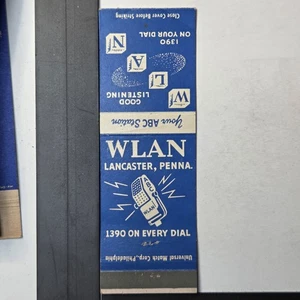 Close Cover Before Striking
1390
ON YOUR DIAL
W L A N
GOOD
LISTENING
Your ABC Station
WLAN
LANCASTER, PENNA.
WLAN
1390 ON EVERY DIAL
Universal Match Corp., Philadelphia